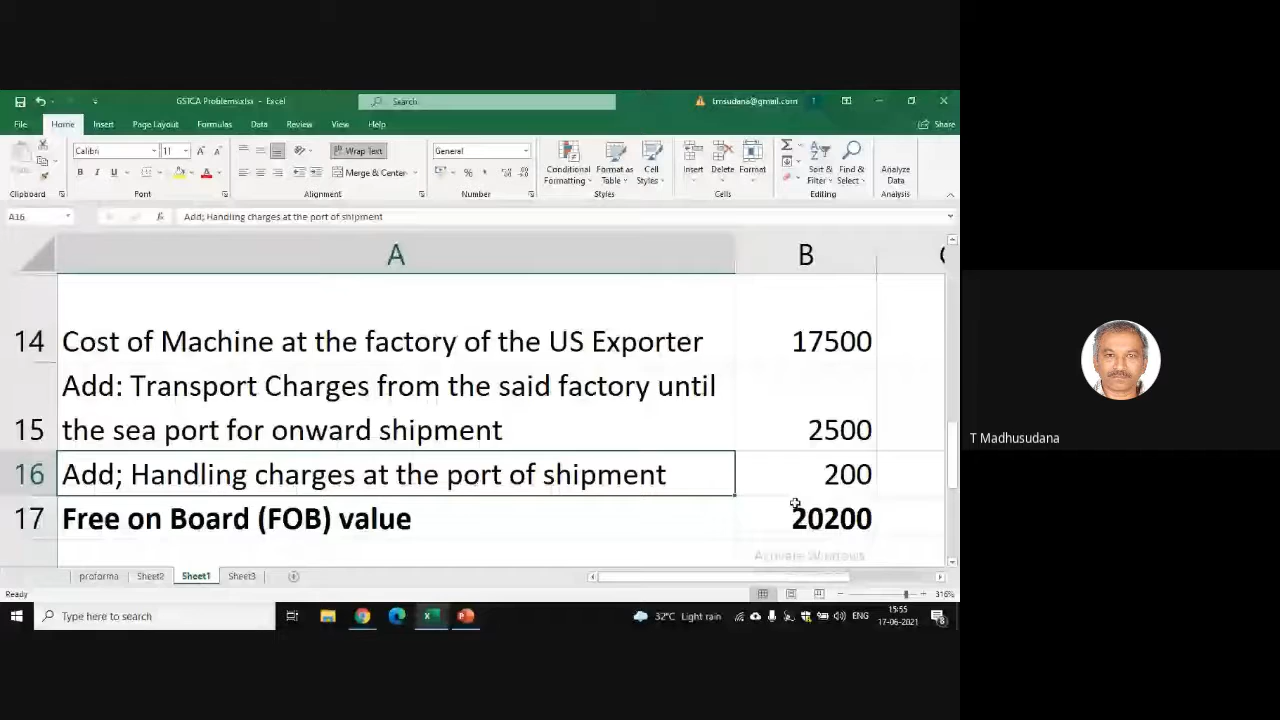 GSTCA Problems.xlsx - Excel
Search
tmsudana@gmail.com
File Home Insert Page Layout Formulas Data Review View Help
Share
Calibri 11
Wrap Text
General
Merge & Center
Conditional Formatting
Format as Table
Cell Styles
Insert
Delete
Format
Sort & Filter
Find & Select
Analyze Data
Clipboard
Font
Alignment
Number
Styles
Cells
Editing
Analysis
A16 fx Add; Handling charges at the port of shipment
A B
14 Cost of Machine at the factory of the US Exporter 17500
Add: Transport Charges from the said factory until
15 the sea port for onward shipment 2500
16 Add; Handling charges at the port of shipment 200
17 Free on Board (FOB) value 20200
Activate Windows
proforma Sheet2 Sheet1 Sheet3
Ready
316%
Type here to search
32°C Light rain
ENG
15:55
17-06-2021
T Madhusudana